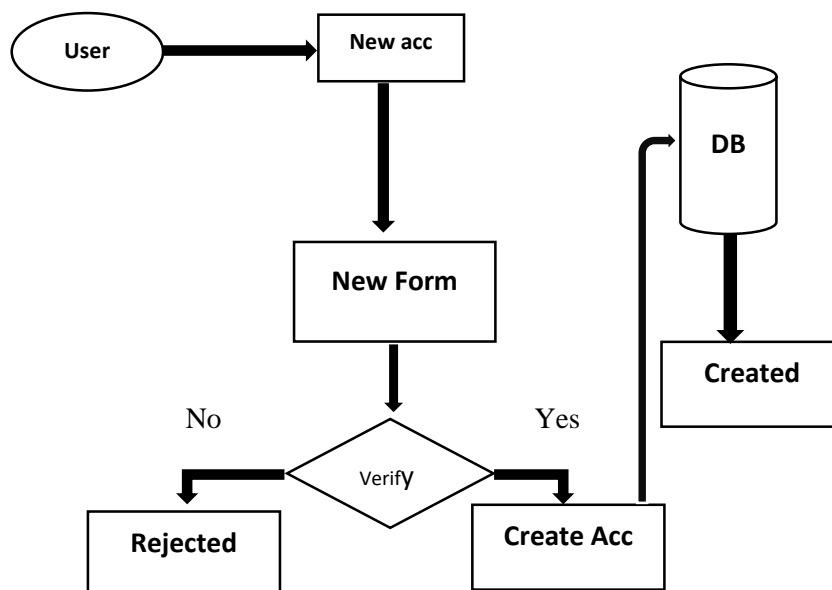 User
New acc
DB
New Form
Created
No
Yes
Verify
Rejected
Create Acc